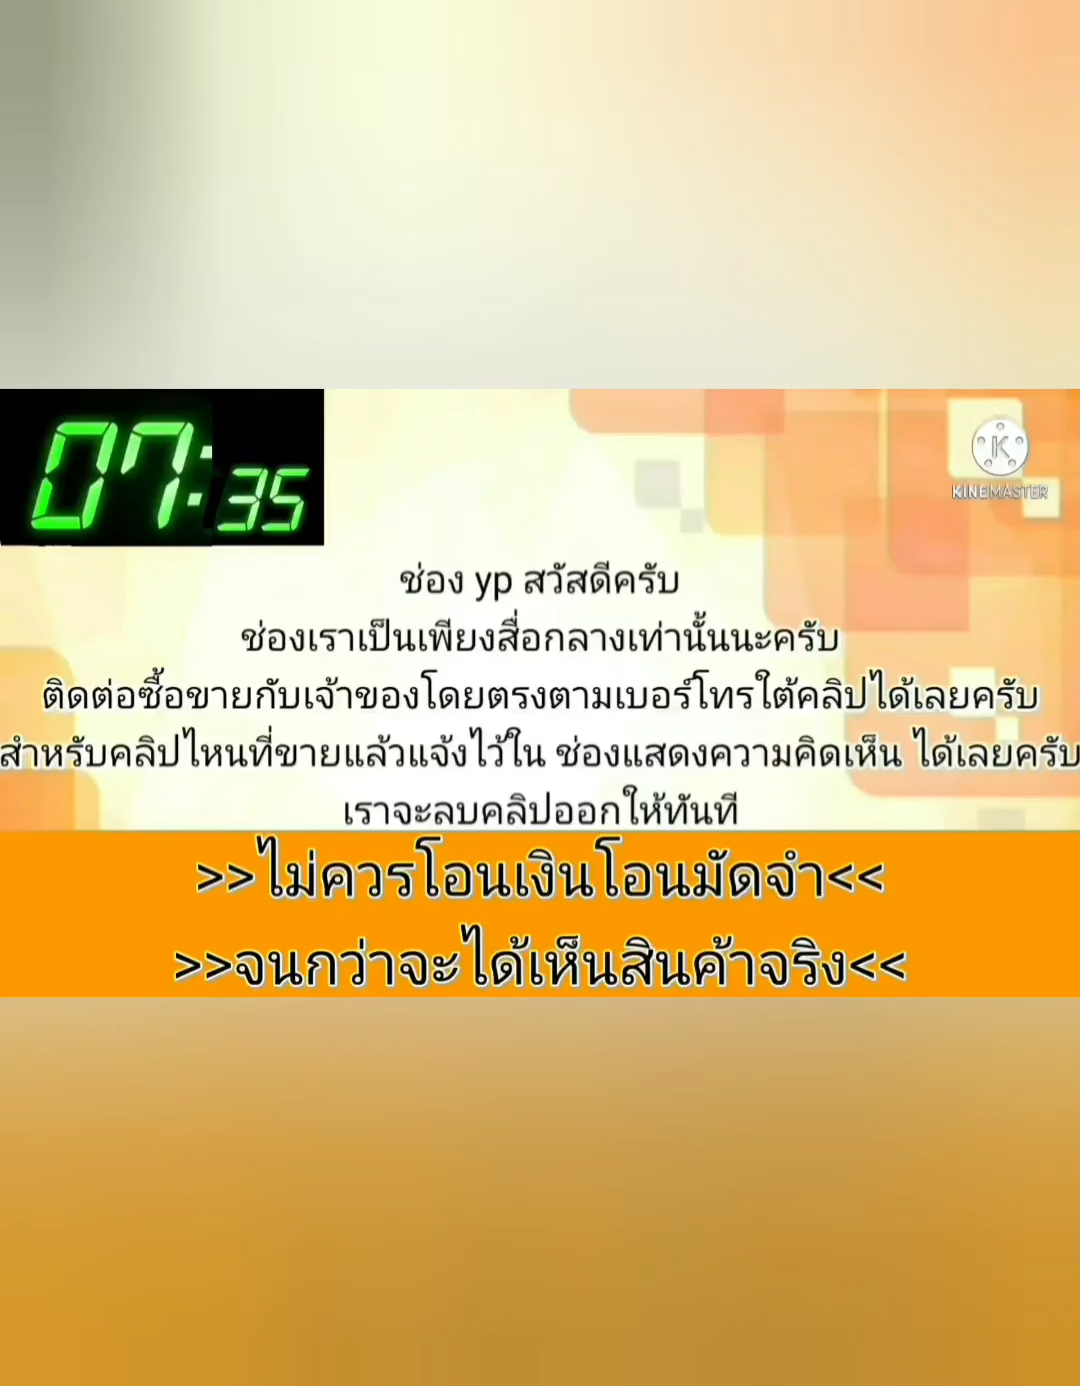 07:35
KINEMASTER
ช่อง yp สวัสดีครับ
ช่องเราเป็นเพียงสื่อกลางเท่านั้นนะครับ
ติดต่อซื้อขายกับเจ้าของโดยตรงตามเบอร์โทรใต้คลิปได้เลยครับ
สำหรับคลิปไหนที่ขายแล้วแจ้งไว้ใน ช่องแสดงความคิดเห็น ได้เลยครับ
เราจะลบคลิปออกให้ทันที
>>ไม่ควรโอนเงินโอนมัดจำ<<
>>จนกว่าจะได้เห็นสินค้าจริง<<